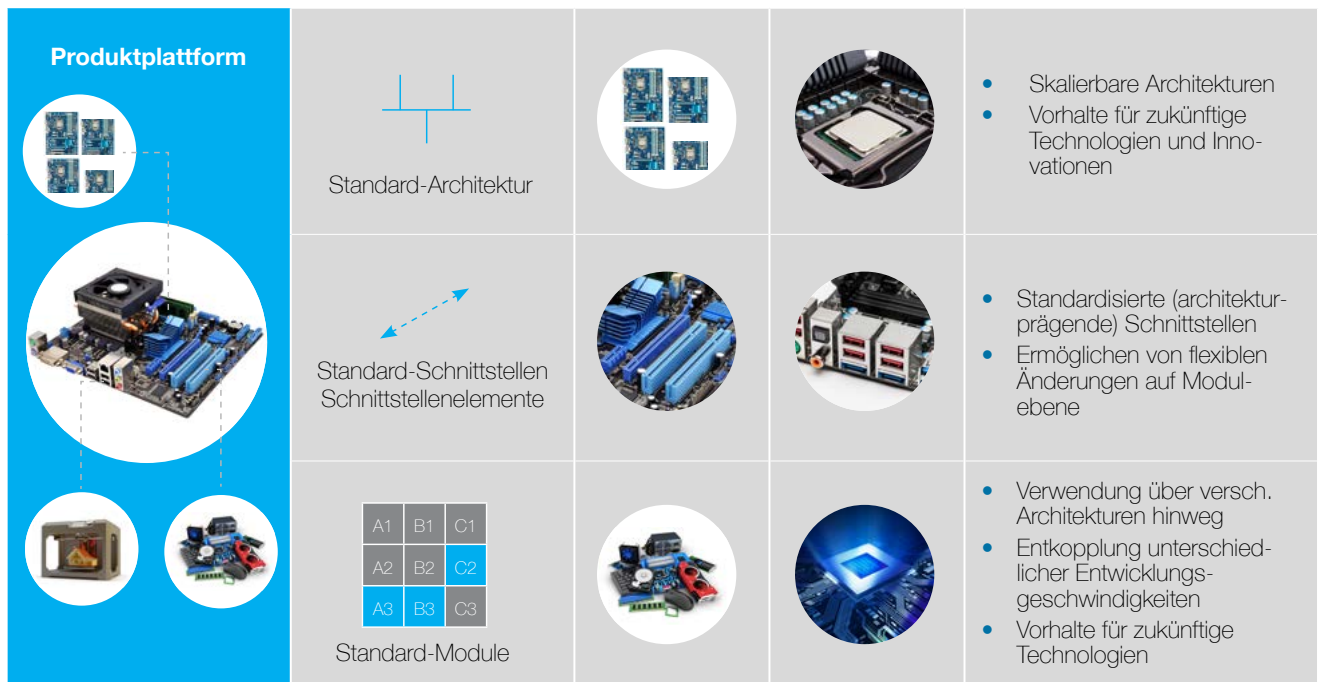 Produktplattform
Standard-Architektur
• Skalierbare Architekturen
• Vorhalte für zukünftige
Technologien und Inno-
vationen
Standard-Schnittstellen
Schnittstellenelemente
• Standardisierte (architektur-
prägende) Schnittstellen
• Ermöglichen von flexiblen
Änderungen auf Modul-
ebene
A1 B1 C1
A2 B2 C2
A3 B3 C3
Standard-Module
• Verwendung über versch.
Architekturen hinweg
• Entkopplung unterschied-
licher Entwicklungs-
geschwindigkeiten
• Vorhalte für zukünftige
Technologien